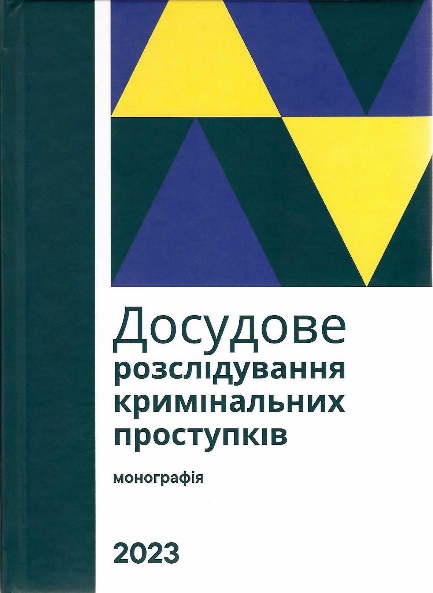 Досудове
розслідування
кримінальних
проступків
монографія
2023